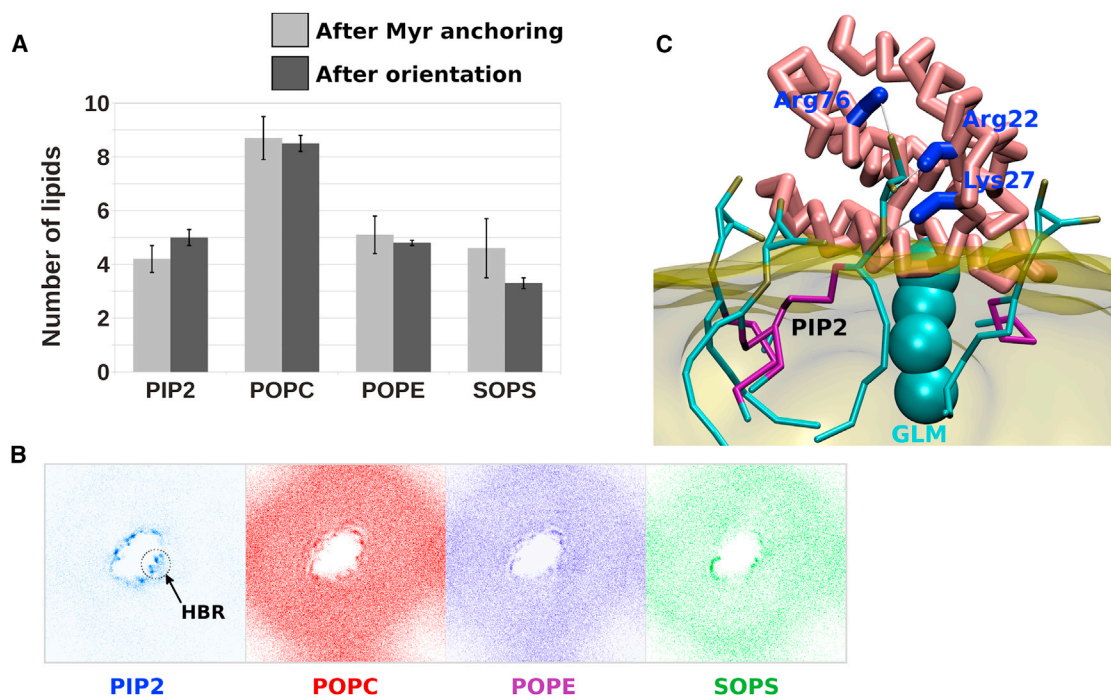 A
After Myr anchoring
After orientation
Number of lipids
10
8
6
4
2
0
PIP2 POPC POPE SOPS
C
Arg76
Arg22
Lys27
PIP2
GLM
B
HBR
PIP2 POPC POPE SOPS